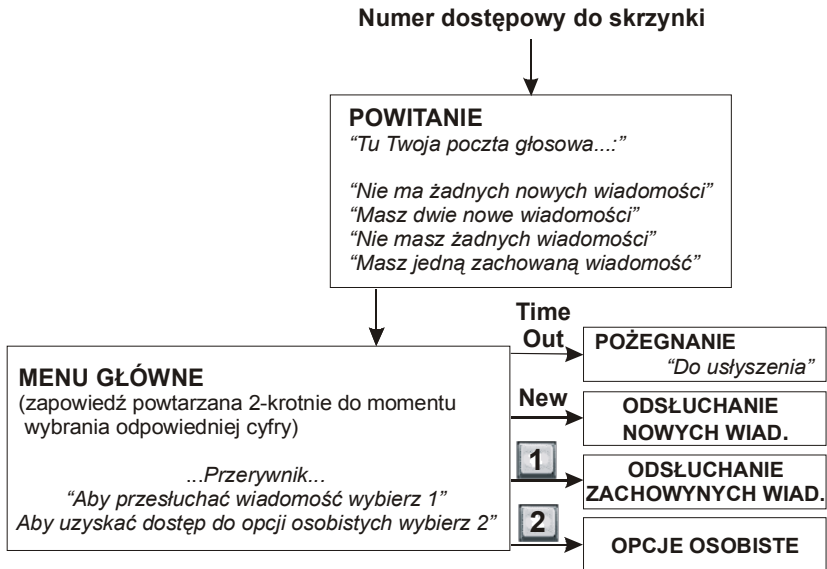 Numer dostępowy do skrzynki
POWITANIE
“Tu Twoja poczta głosowa...:”
“Nie ma żadnych nowych wiadomości”
“Masz dwie nowe wiadomości”
“Nie masz żadnych wiadomości”
“Masz jedną zachowaną wiadomość”
MENU GŁÓWNE
(zapowiedź powtarzana 2-krotnie do momentu
wybrania odpowiedniej cyfry)
...Przerywnik...
“Aby przesłuchać wiadomość wybierz 1”
Aby uzyskać dostęp do opcji osobistych wybierz 2”
Time
Out
POŻEGNANIE
“Do usłyszenia”
New
ODSŁUCHANIE
NOWYCH WIAD.
1
ODSŁUCHANIE
ZACHOWYNYCH WIAD.
2
OPCJE OSOBISTE